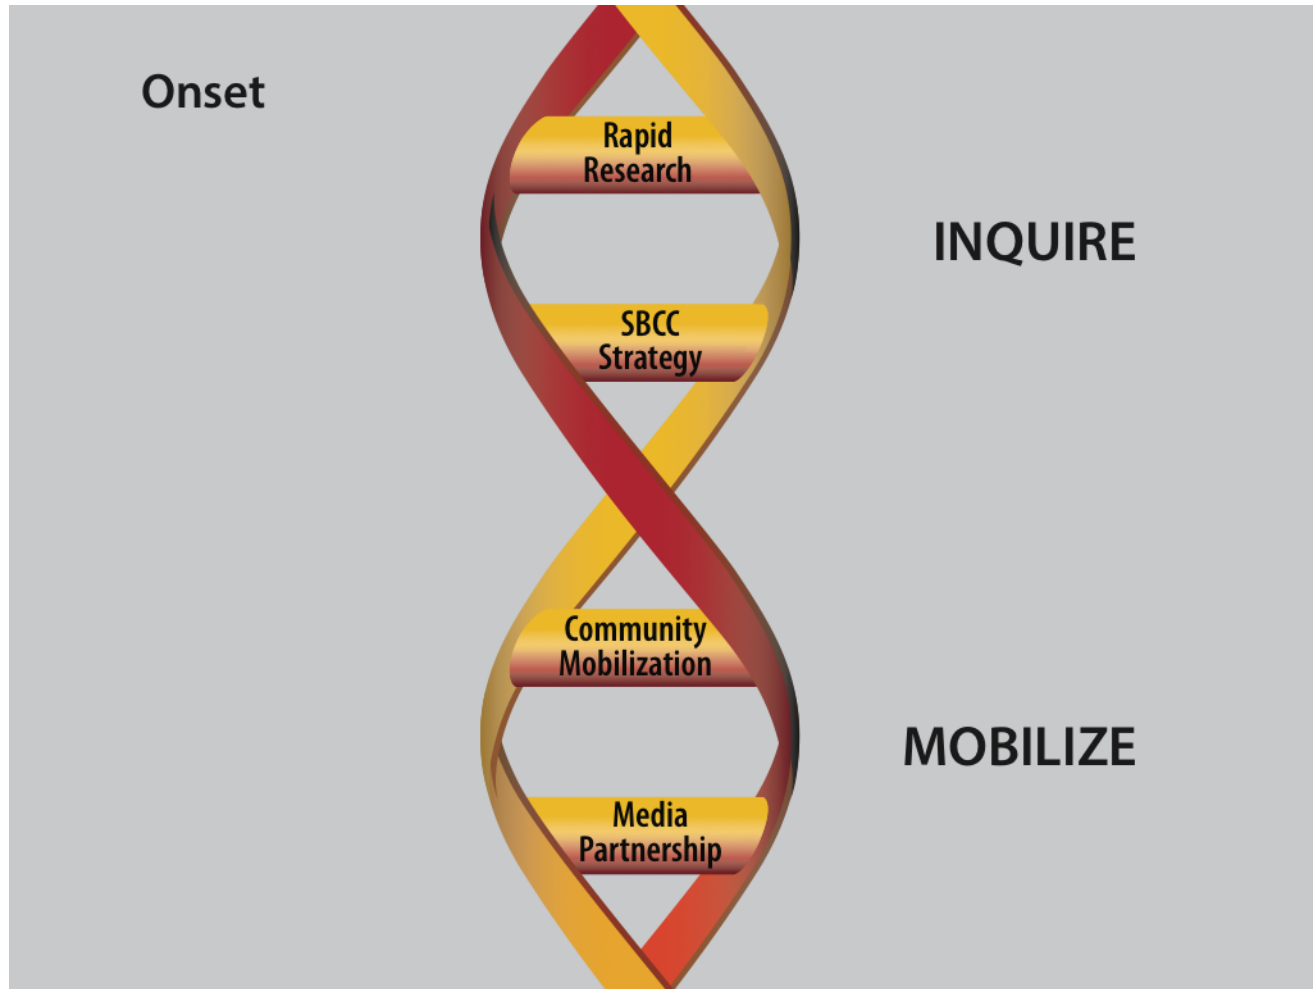 Onset
Rapid
Research
INQUIRE
SBCC
Strategy
Community
Mobilization
MOBILIZE
Media
Partnership